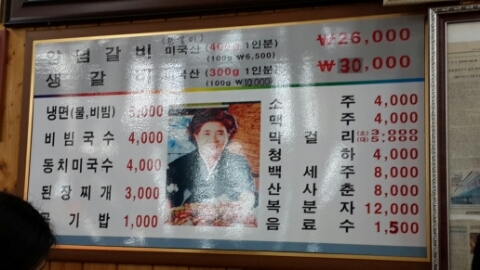 양념갈비 미국산 (400g 1인분) ₩26,000
(100g ₩6,500)
생갈비 국산 (300g 1인분) ₩30,000
(100g ₩10,000)
냉면(물,비빔) 5,000
비빔국수 4,000
동치미국수 4,000
된장찌개 3,000
공기밥 1,000
소주 4,000
맥주 4,000
막걸리
청하 4,000
백세주 8,000
산사춘 8,000
복분자 12,000
음료수 1,500